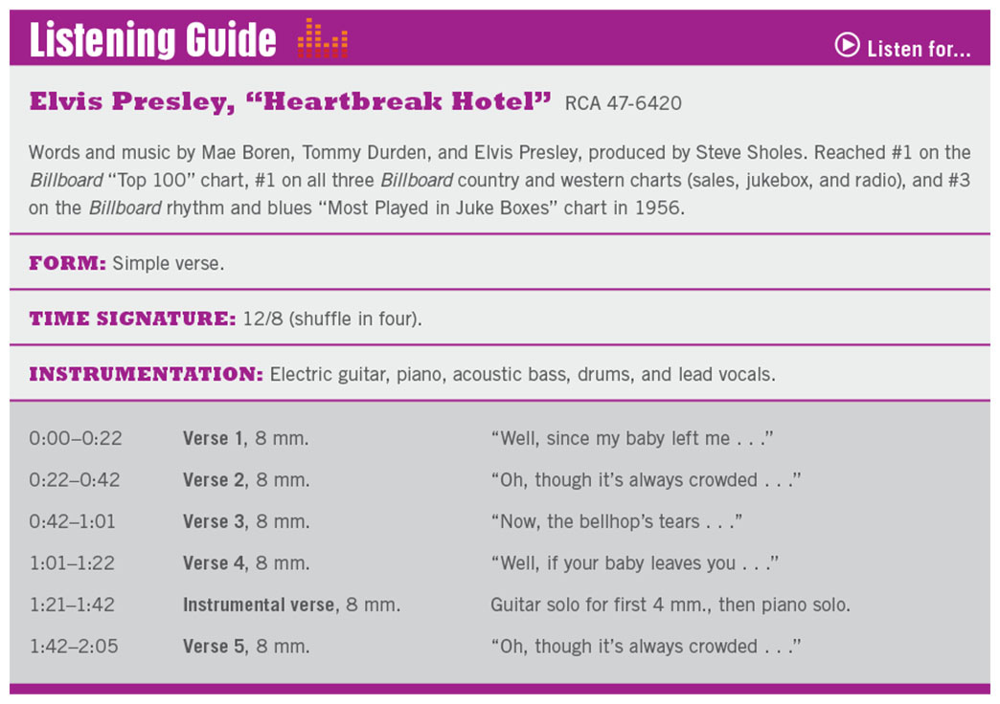 Listening Guide
Listen for...
Elvis Presley, “Heartbreak Hotel” RCA 47-6420
Words and music by Mae Boren, Tommy Durden, and Elvis Presley, produced by Steve Sholes. Reached #1 on the
Billboard “Top 100” chart, #1 on all three Billboard country and western charts (sales, jukebox, and radio), and #3
on the Billboard rhythm and blues “Most Played in Juke Boxes” chart in 1956.
FORM: Simple verse.
TIME SIGNATURE: 12/8 (shuffle in four).
INSTRUMENTATION: Electric guitar, piano, acoustic bass, drums, and lead vocals.
0:00–0:22 Verse 1, 8 mm. “Well, since my baby left me . . .”
0:22–0:42 Verse 2, 8 mm. “Oh, though it’s always crowded . . .”
0:42–1:01 Verse 3, 8 mm. “Now, the bellhop’s tears . . .”
1:01–1:22 Verse 4, 8 mm. “Well, if your baby leaves you . . .”
1:21–1:42 Instrumental verse, 8 mm. Guitar solo for first 4 mm., then piano solo.
1:42–2:05 Verse 5, 8 mm. “Oh, though it’s always crowded . . .”